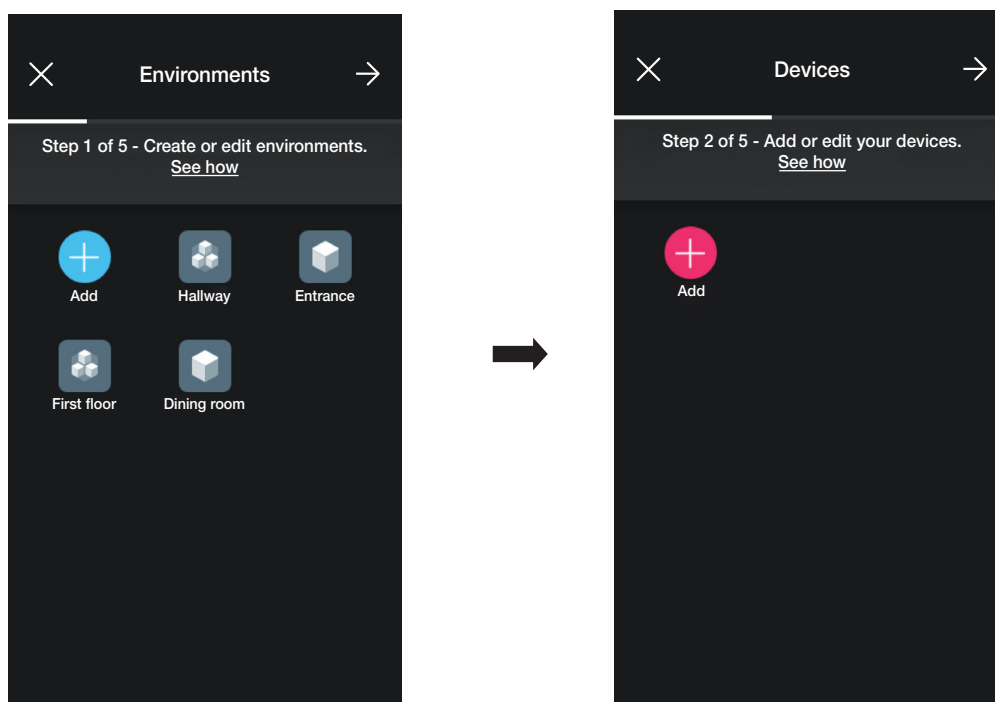 Environments
Step 1 of 5 - Create or edit environments.
See how
Add
Hallway
Entrance
First floor
Dining room
Devices
Step 2 of 5 - Add or edit your devices.
See how
Add